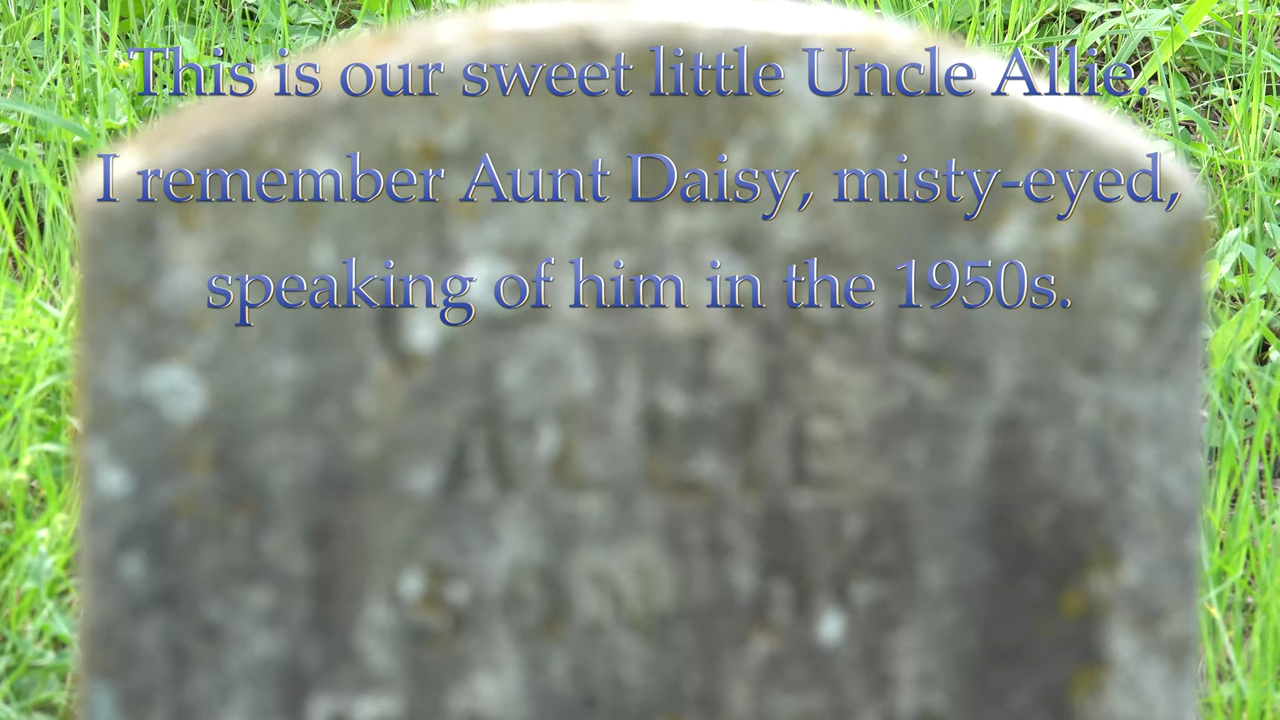 This is our sweet little Uncle Allie.
I remember Aunt Daisy, misty-eyed,
speaking of him in the 1950s.